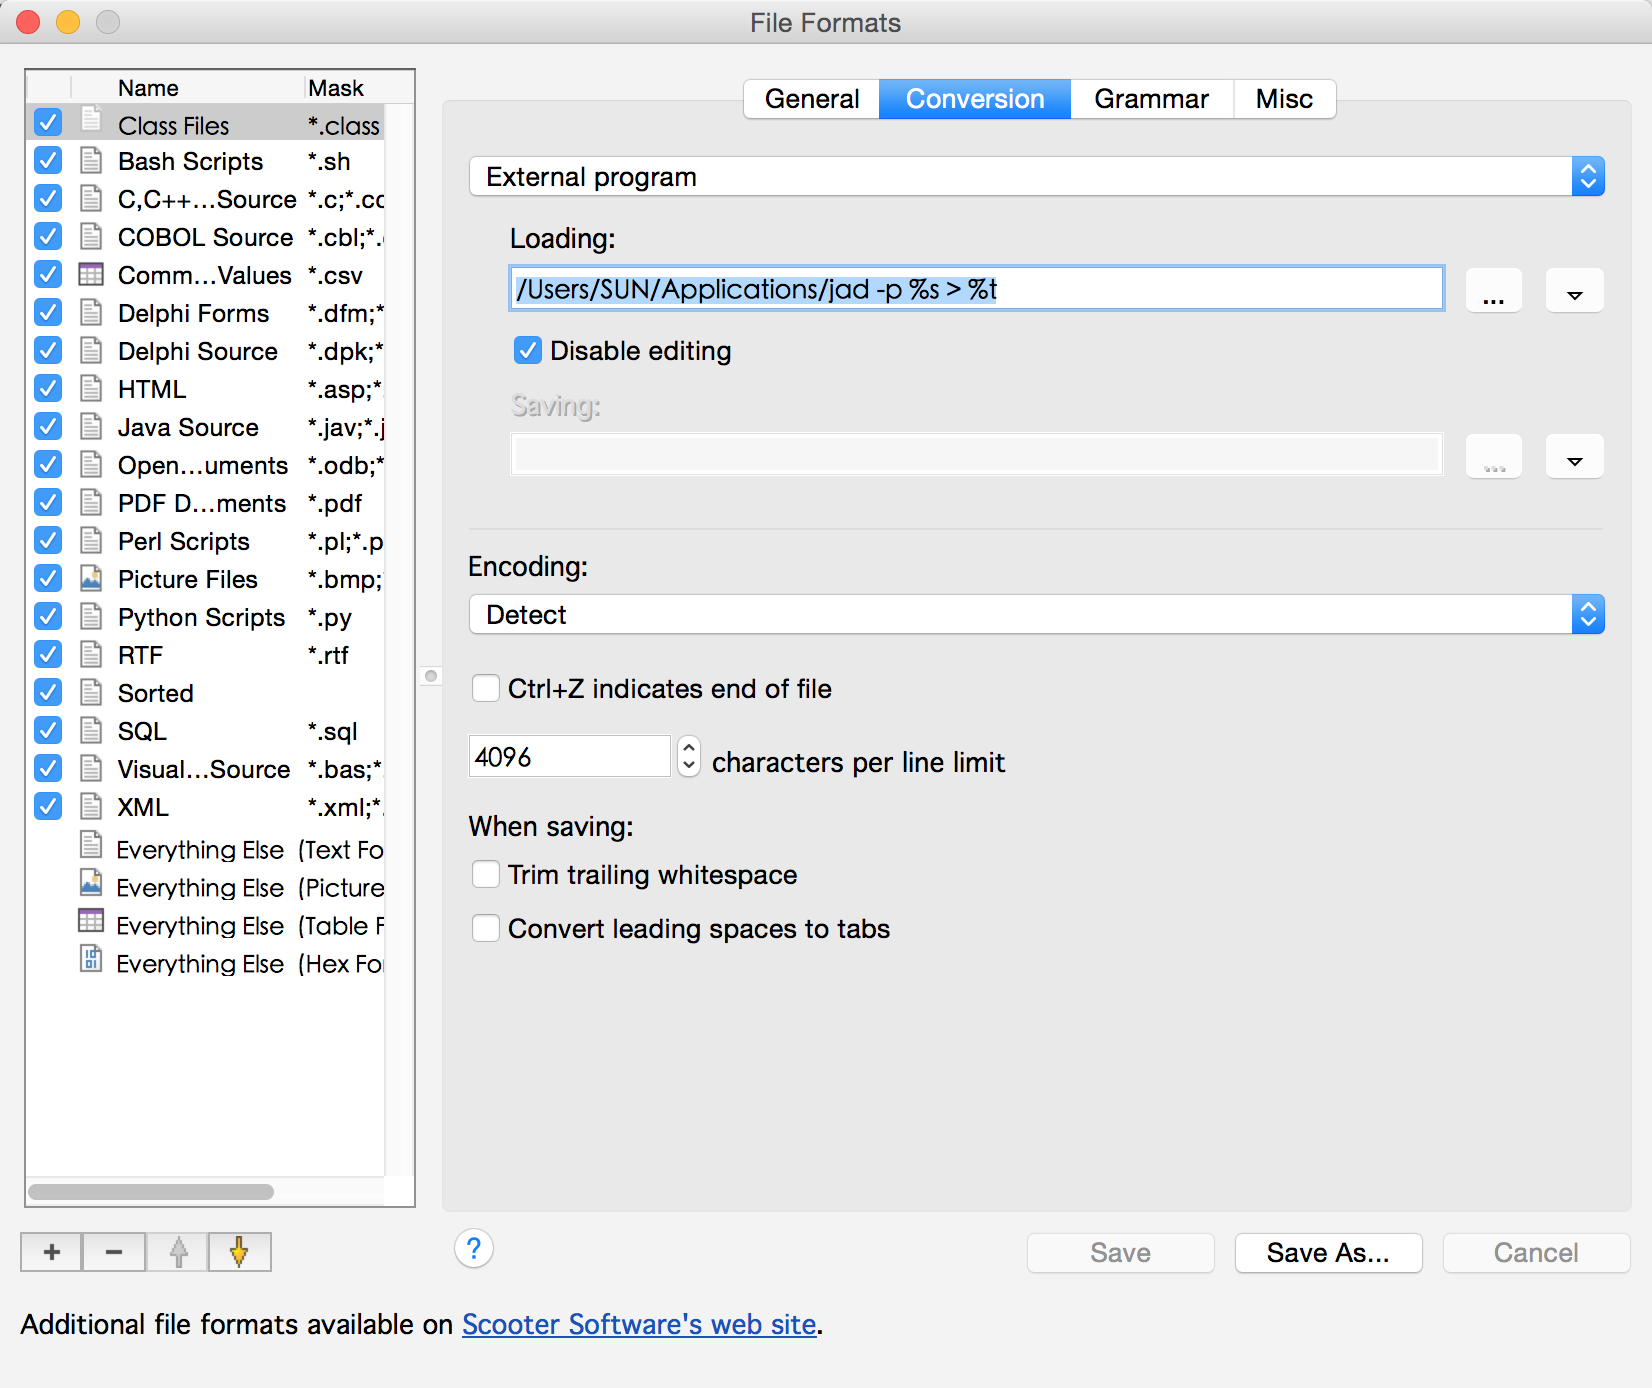 File Formats
Name Mask
Class Files *.class
Bash Scripts *.sh
C,C++...Source *.c;*.cc
COBOL Source *.cbl;*.
Comm...Values *.csv
Delphi Forms *.dfm;*
Delphi Source *.dpk;*
HTML *.asp;*.
Java Source *.jav;*.j
Open...uments *.odb;*
PDF D...ments *.pdf
Perl Scripts *.pl;*.p
Picture Files *.bmp;
Python Scripts *.py
RTF *.rtf
Sorted
SQL *.sql
Visual...Source *.bas;*.
XML *.xml;*.
Everything Else (Text Fo
Everything Else (Picture
Everything Else (Table F
Everything Else (Hex Fo
+ −
General Conversion Grammar Misc
External program
Loading:
/Users/SUN/Applications/jad -p %s > %t
...
Disable editing
Saving:
...
Encoding:
Detect
Ctrl+Z indicates end of file
4096 characters per line limit
When saving:
Trim trailing whitespace
Convert leading spaces to tabs
? Save Save As... Cancel
Additional file formats available on Scooter Software's web site.